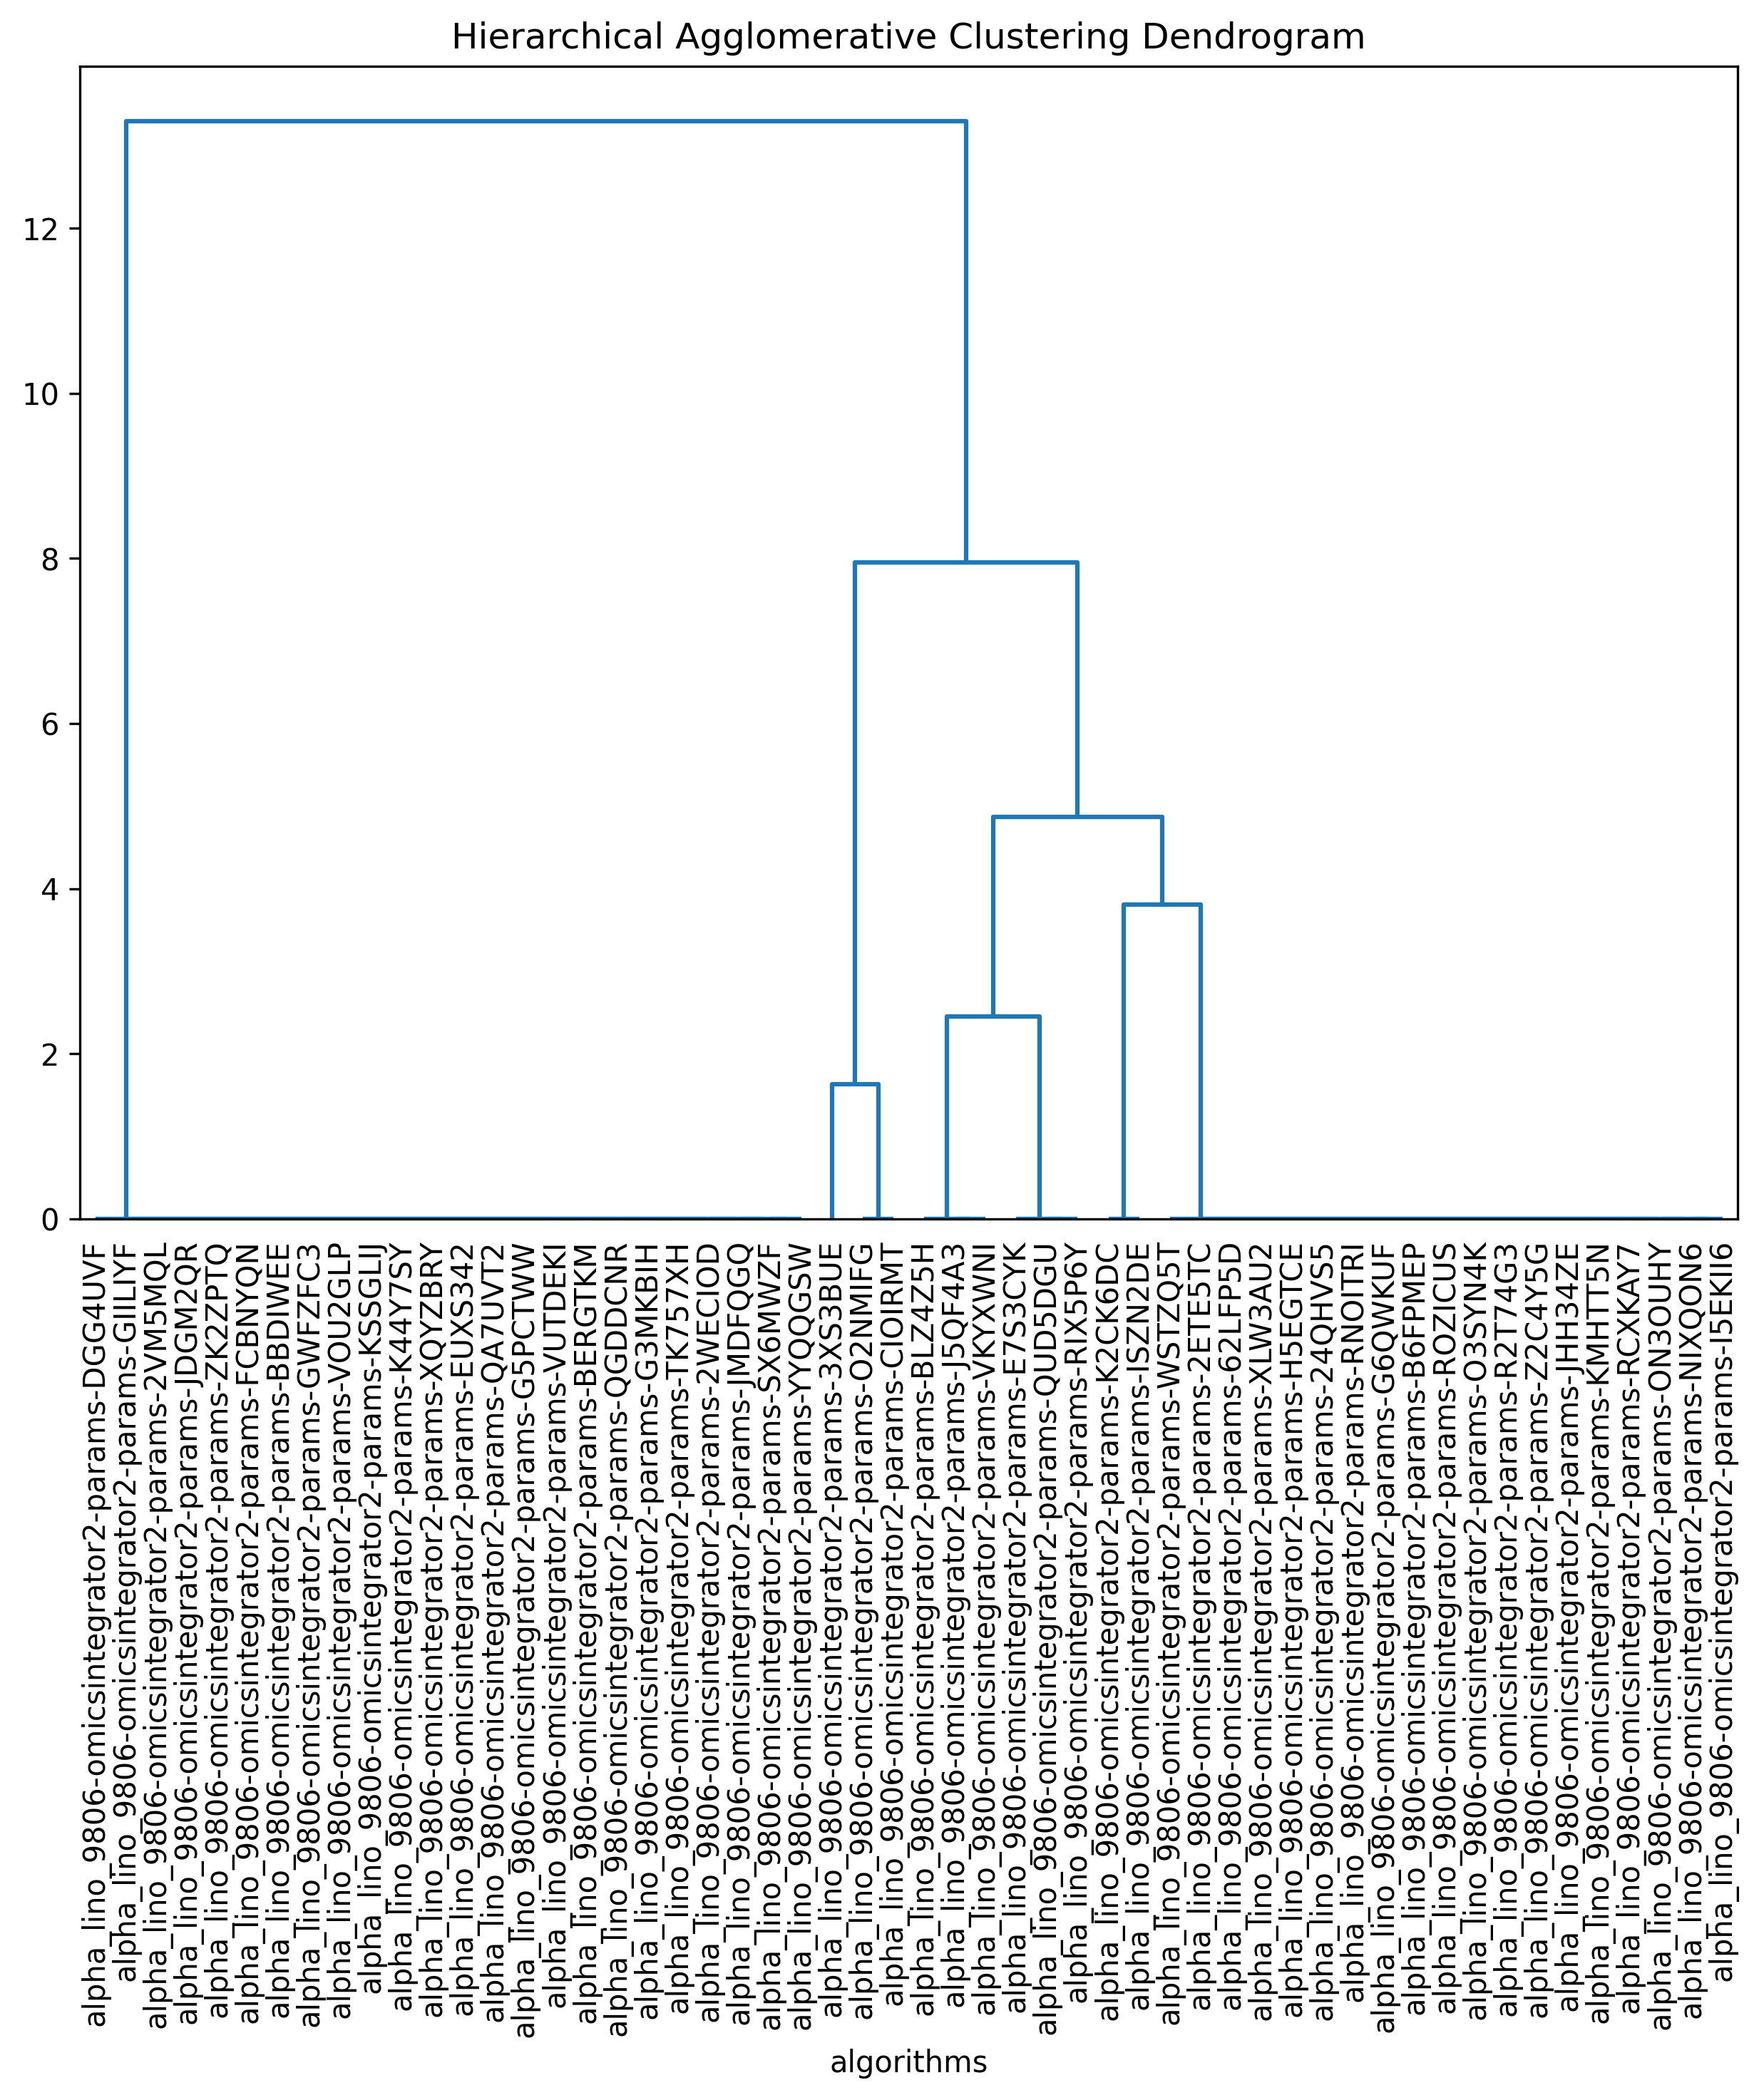 Hierarchical Agglomerative Clustering Dendrogram
12
10
8
6
4
2
0
alpha_lino_9806-omicsintegrator2-params-DGG4UVF
alpha_lino_9806-omicsintegrator2-params-GIILIYF
alpha_lino_9806-omicsintegrator2-params-2VM5MQL
alpha_lino_9806-omicsintegrator2-params-JDGM2QR
alpha_lino_9806-omicsintegrator2-params-ZK2ZPTQ
alpha_lino_9806-omicsintegrator2-params-FCBNYQN
alpha_lino_9806-omicsintegrator2-params-BBDIWEE
alpha_lino_9806-omicsintegrator2-params-GWFZFC3
alpha_lino_9806-omicsintegrator2-params-VOU2GLP
alpha_lino_9806-omicsintegrator2-params-KSSGLIJ
alpha_lino_9806-omicsintegrator2-params-K44Y7SY
alpha_lino_9806-omicsintegrator2-params-XQYZBRY
alpha_lino_9806-omicsintegrator2-params-EUXS342
alpha_lino_9806-omicsintegrator2-params-QA7UVT2
alpha_lino_9806-omicsintegrator2-params-G5PCTWW
alpha_lino_9806-omicsintegrator2-params-VUTDEKI
alpha_lino_9806-omicsintegrator2-params-BERGTKM
alpha_lino_9806-omicsintegrator2-params-QGDDCNR
alpha_lino_9806-omicsintegrator2-params-G3MKBIH
alpha_lino_9806-omicsintegrator2-params-TK757XH
alpha_lino_9806-omicsintegrator2-params-2WECIOD
alpha_lino_9806-omicsintegrator2-params-JMDFQGQ
alpha_lino_9806-omicsintegrator2-params-SX6MWZF
alpha_lino_9806-omicsintegrator2-params-YYQQGSW
alpha_lino_9806-omicsintegrator2-params-3XS3BUE
alpha_lino_9806-omicsintegrator2-params-O2NMIFG
alpha_lino_9806-omicsintegrator2-params-CIOIRMT
alpha_lino_9806-omicsintegrator2-params-BLZ4Z5H
alpha_lino_9806-omicsintegrator2-params-J5QF4A3
alpha_lino_9806-omicsintegrator2-params-VKYXWNI
alpha_lino_9806-omicsintegrator2-params-E7S3CYK
alpha_lino_9806-omicsintegrator2-params-QUD5DGU
alpha_lino_9806-omicsintegrator2-params-RIX5P6Y
alpha_lino_9806-omicsintegrator2-params-K2CK6DC
alpha_lino_9806-omicsintegrator2-params-ISZN2DE
alpha_lino_9806-omicsintegrator2-params-WSTZQ5T
alpha_lino_9806-omicsintegrator2-params-2ETE5TC
alpha_lino_9806-omicsintegrator2-params-62LFP5D
alpha_lino_9806-omicsintegrator2-params-XLW3AU2
alpha_lino_9806-omicsintegrator2-params-H5EGTCE
alpha_lino_9806-omicsintegrator2-params-24QHVS5
alpha_lino_9806-omicsintegrator2-params-RNOITRI
alpha_lino_9806-omicsintegrator2-params-G6QWKUF
alpha_lino_9806-omicsintegrator2-params-B6FPMEP
alpha_lino_9806-omicsintegrator2-params-ROZICUS
alpha_lino_9806-omicsintegrator2-params-O3SYN4K
alpha_lino_9806-omicsintegrator2-params-R2T74G3
alpha_lino_9806-omicsintegrator2-params-Z2C4Y5G
alpha_lino_9806-omicsintegrator2-params-JHH34ZE
alpha_lino_9806-omicsintegrator2-params-KMHTT5N
alpha_lino_9806-omicsintegrator2-params-RCXKAY7
alpha_lino_9806-omicsintegrator2-params-ON3OUHY
alpha_lino_9806-omicsintegrator2-params-NIXQON6
alpha_lino_9806-omicsintegrator2-params-I5EKII6
algorithms